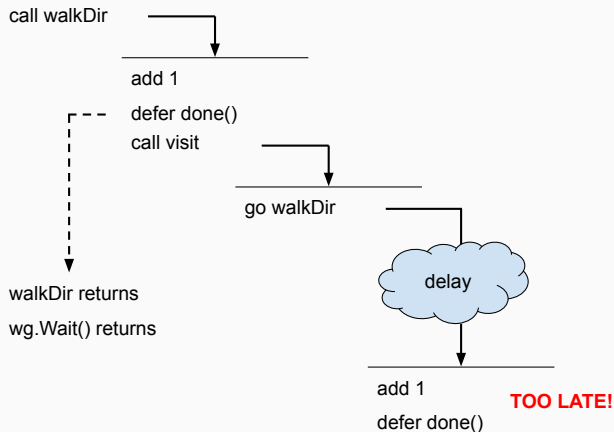 call walkDir
add 1
defer done()
call visit
go walkDir
delay
walkDir returns
wg.Wait() returns
add 1
TOO LATE!
defer done()